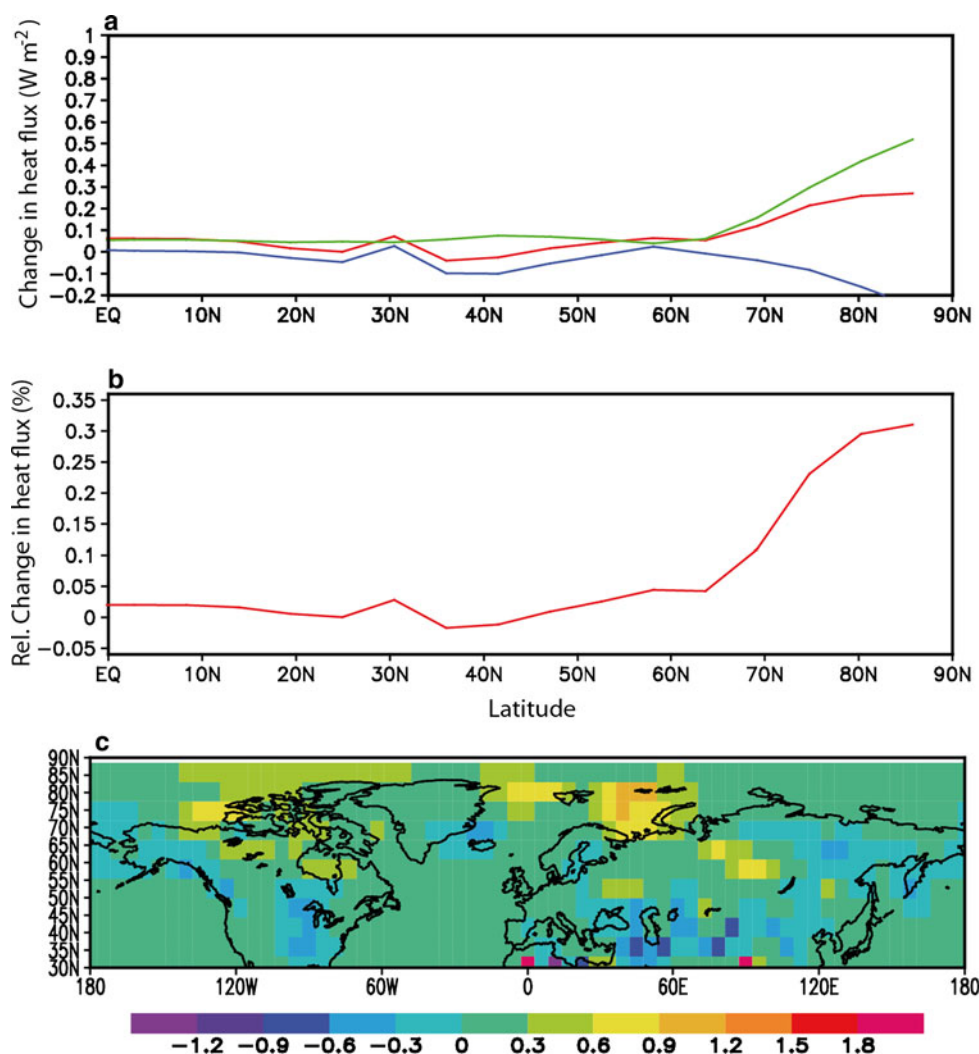 a
Change in heat flux (W m-2)
1
0.9
0.8
0.7
0.6
0.5
0.4
0.3
0.2
0.1
0
−0.1
−0.2
EQ 10N 20N 30N 40N 50N 60N 70N 80N 90N
b
Rel. Change in heat flux (%)
0.35
0.3
0.25
0.2
0.15
0.1
0.05
0
−0.05
EQ 10N 20N 30N 40N 50N 60N 70N 80N 90N
Latitude
c
90N
85N
80N
75N
70N
65N
60N
55N
50N
45N
40N
35N
30N
180 120W 60W 0 60E 120E 180
−1.2 −0.9 −0.6 −0.3 0 0.3 0.6 0.9 1.2 1.5 1.8